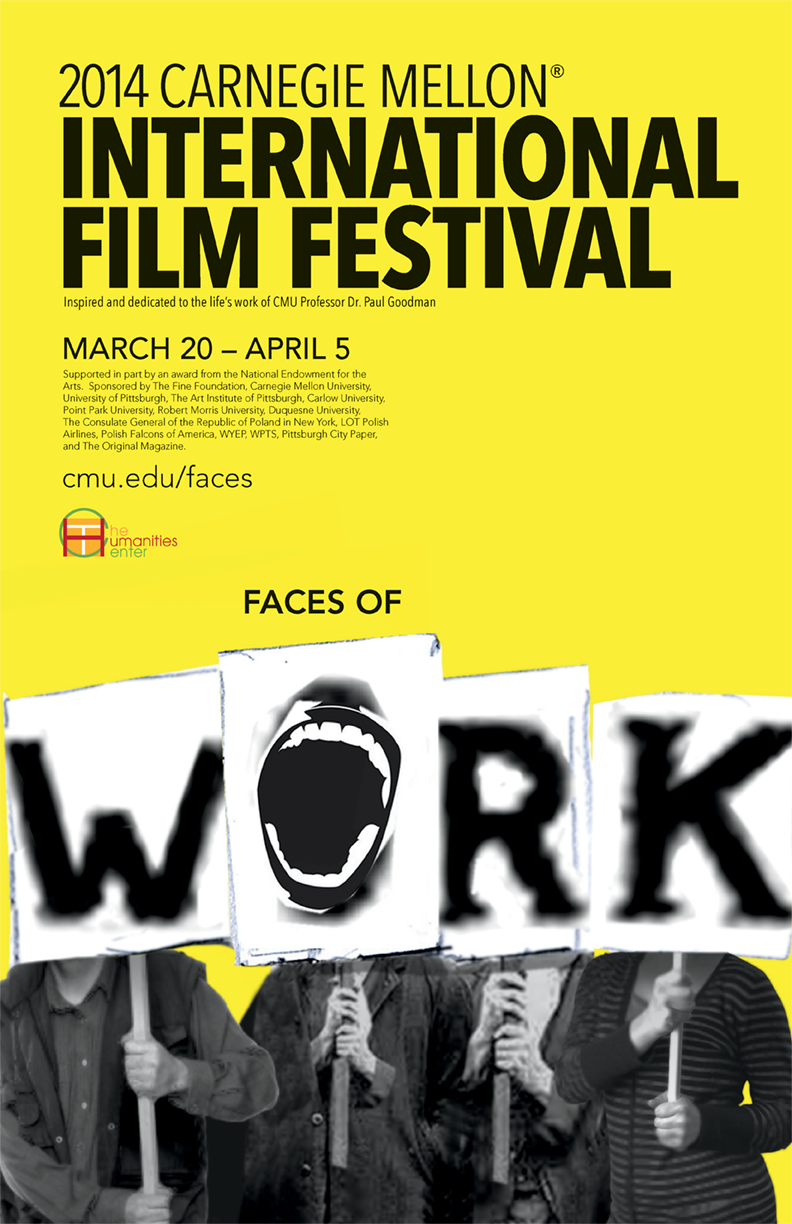 2014 CARNEGIE MELLON®
INTERNATIONAL
FILM FESTIVAL
Inspired and dedicated to the life's work of CMU Professor Dr. Paul Goodman
MARCH 20 – APRIL 5
Supported in part by an award from the National Endowment for the
Arts. Sponsored by The Fine Foundation, Carnegie Mellon University,
University of Pittsburgh, The Art Institute of Pittsburgh, Carlow University,
Point Park University, Robert Morris University, Duquesne University,
The Consulate General of the Republic of Poland in New York, LOT Polish
Airlines, Polish Falcons of America, WYEP, WPTS, Pittsburgh City Paper,
and The Original Magazine.
cmu.edu/faces
The
Humanities
Center
FACES OF
WORK